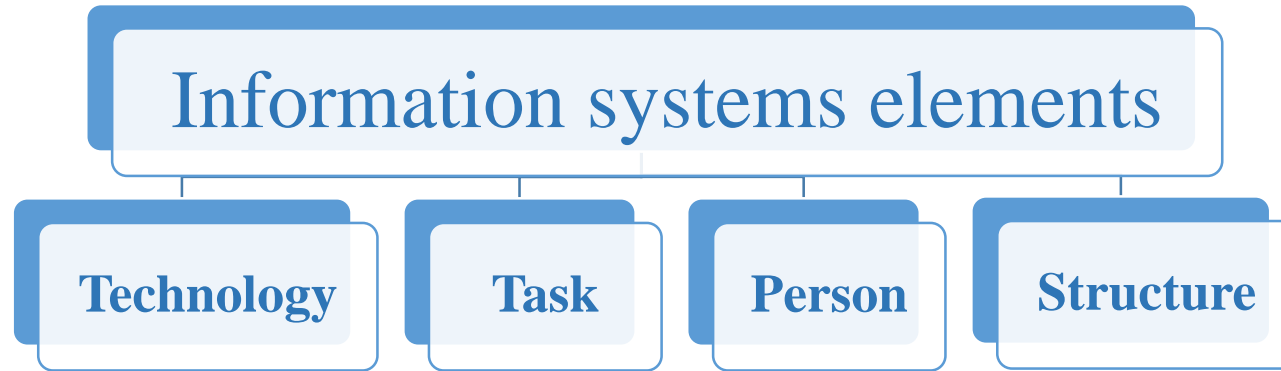 Information systems elements
Technology
Task
Person
Structure